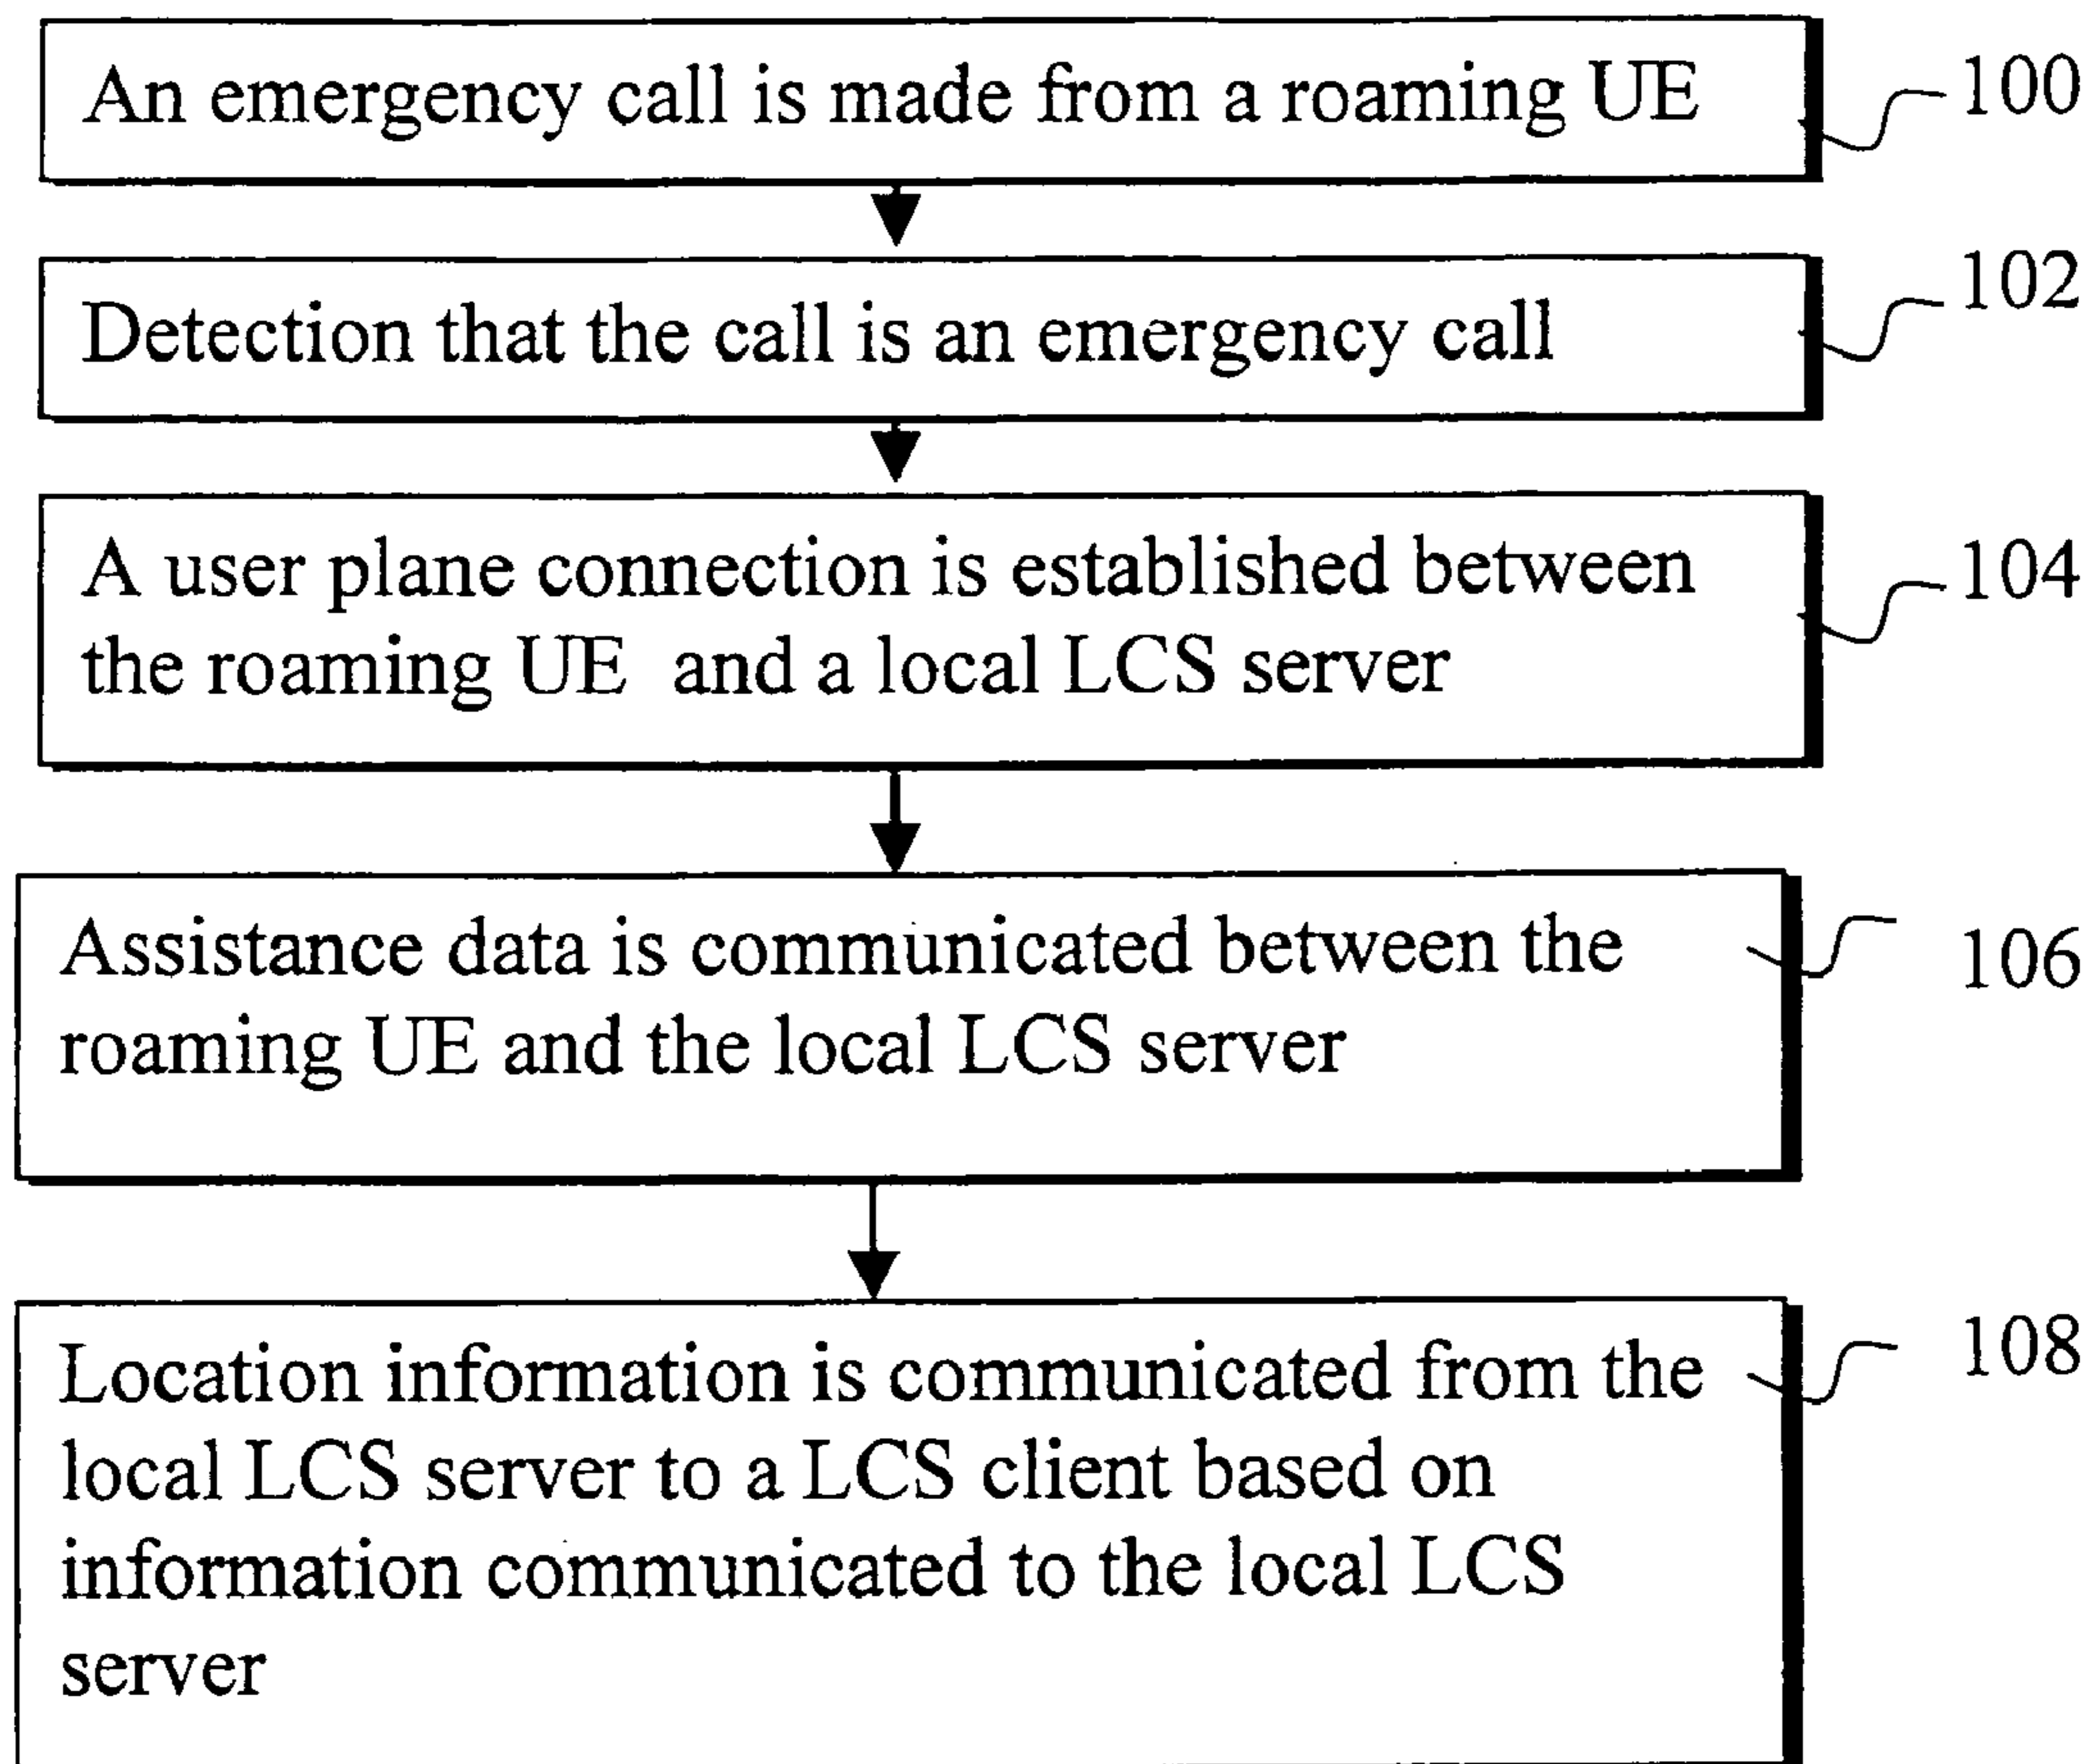 An emergency call is made from a roaming UE
100
Detection that the call is an emergency call
102
A user plane connection is established between
the roaming UE and a local LCS server
104
Assistance data is communicated between the
roaming UE and the local LCS server
106
Location information is communicated from the
local LCS server to a LCS client based on
information communicated to the local LCS
server
108